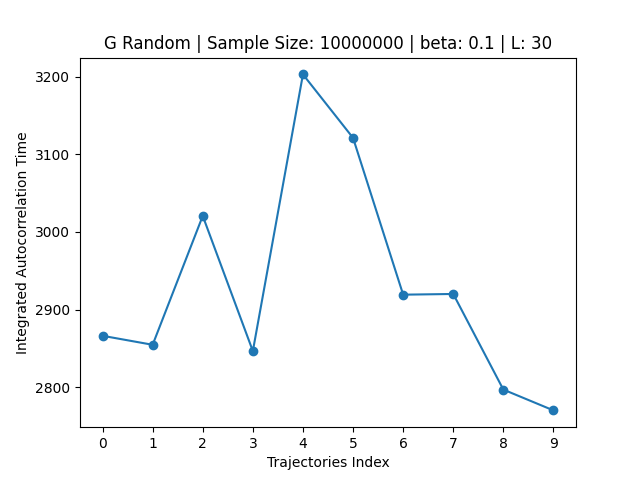 G Random | Sample Size: 10000000 | beta: 0.1 | L: 30
3200
3100
3000
2900
2800
Integrated Autocorrelation Time
0 1 2 3 4 5 6 7 8 9
Trajectories Index